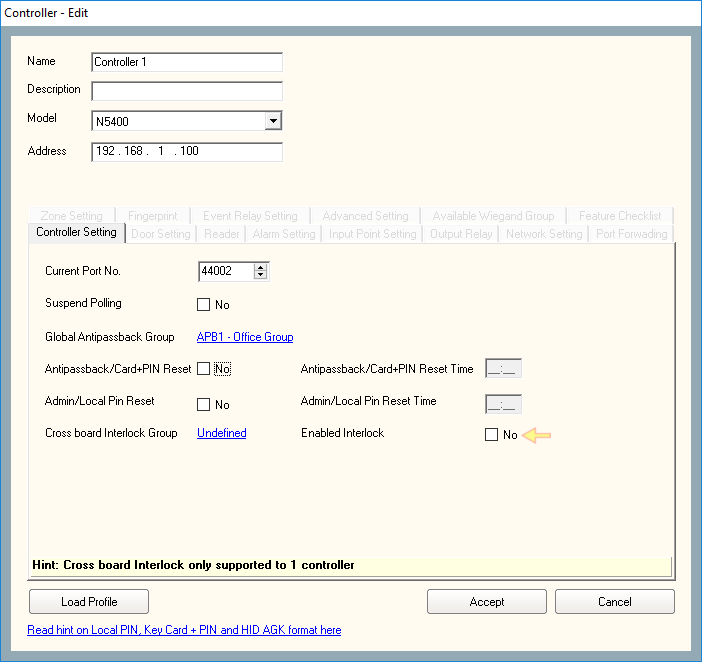 Controller - Edit
Name Controller 1
Description
Model N5400
Address 192 . 168 . 1 . 100
Zone Setting Fingerprint Event Relay Setting Advanced Setting Available Wiegand Group Feature Checklist
Controller Setting Door Setting Reader Alarm Setting Input Point Setting Output Relay Network Setting Port Forwading
Current Port No. 44002
Suspend Polling No
Global Antipassback Group APB1 - Office Group
Antipassback/Card+PIN Reset No Antipassback/Card+PIN Reset Time __:__
Admin/Local Pin Reset No Admin/Local Pin Reset Time __:__
Cross board Interlock Group Undefined Enabled Interlock No
Hint: Cross board Interlock only supported to 1 controller
Load Profile Accept Cancel
Read hint on Local PIN, Key Card + PIN and HID AGK format here